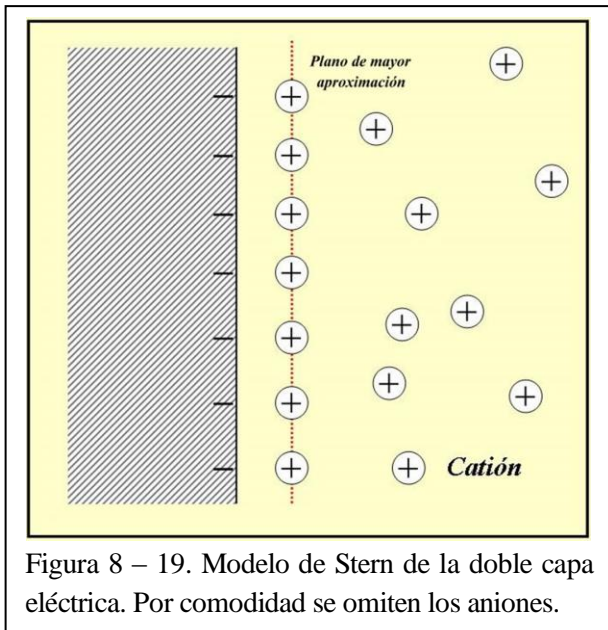 Plano de mayor
aproximación
Catión
Figura 8 – 19. Modelo de Stern de la doble capa
eléctrica. Por comodidad se omiten los aniones.